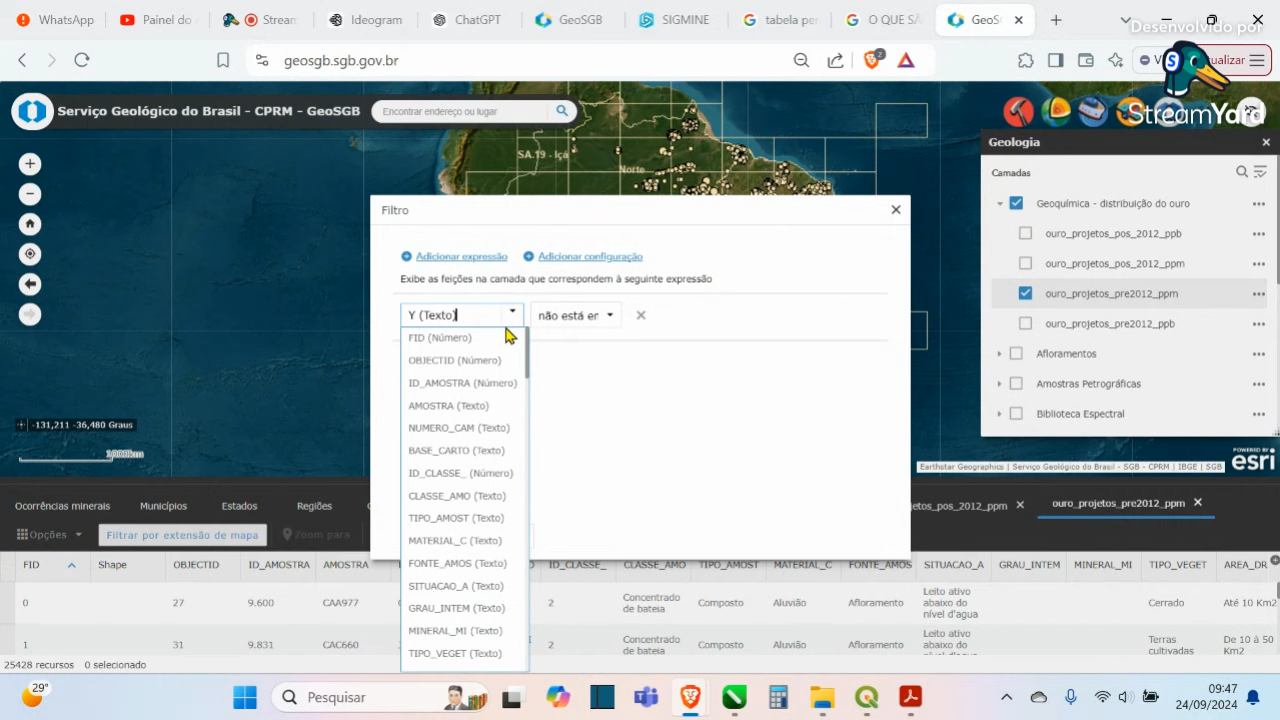 WhatsApp
Painel do A
Stream
Ideogram
ChatGPT
GeoSGB
SIGMINE
tabela per
O QUE SÃ
GeoS
Desenvolvido por
geosgb.sgb.gov.br
2
V
ualizar
StreamYard
Serviço Geológico do Brasil - CPRM - GeoSGB
Encontrar endereço ou lugar
SA.19 - Içá
Norte
Geologia
Camadas
Geoquímica - distribuição do ouro
ouro_projetos_pos_2012_ppb
ouro_projetos_pos_2012_ppm
ouro_projetos_pre2012_ppm
ouro_projetos_pre2012_ppb
Afloramentos
Amostras Petrográficas
Biblioteca Espectral
Filtro
Adicionar expressão
Adicionar configuração
Exibe as feições na camada que correspondem à seguinte expressão
Y (Texto)
não está em
FID (Número)
OBJECTID (Número)
ID_AMOSTRA (Número)
AMOSTRA (Texto)
NUMERO_CAM (Texto)
BASE_CARTO (Texto)
ID_CLASSE_ (Número)
CLASSE_AMO (Texto)
TIPO_AMOST (Texto)
MATERIAL_C (Texto)
FONTE_AMOS (Texto)
SITUACAO_A (Texto)
GRAU_INTEM (Texto)
MINERAL_MI (Texto)
TIPO_VEGET (Texto)
-131,211 -36,480 Graus
1000km
Earthstar Geographics | Serviço Geológico do Brasil - SGB - CPRM | IBGE | SGB
POWERED BY
esri
Ocorrências minerais
Municípios
Estados
Regiões
etos_pos_2012_ppm
ouro_projetos_pre2012_ppm
Opções
Filtrar por extensão de mapa
Zoom para
FID
Shape
OBJECTID
ID_AMOSTRA
AMOSTRA
ID_CLASSE_
CLASSE_AMO
TIPO_AMOST
MATERIAL_C
FONTE_AMOS
SITUACAO_A
GRAU_INTEM
MINERAL_MI
TIPO_VEGET
AREA_DR
0
27
9.600
CAA977
2
Concentrado
de bateia
Composto
Aluvião
Afloramento
Leito ativo
abaixo do
nível d'agua
Cerrado
Até 10 Km2
1
31
9.831
CAC660
2
Concentrado
de bateia
Composto
Aluvião
Afloramento
Leito ativo
abaixo do
nível d'agua
Terras
cultivadas
De 10 à 50
Km2
25428 recursos
0 selecionado
29°
Pesquisar
09:47
24/09/2024